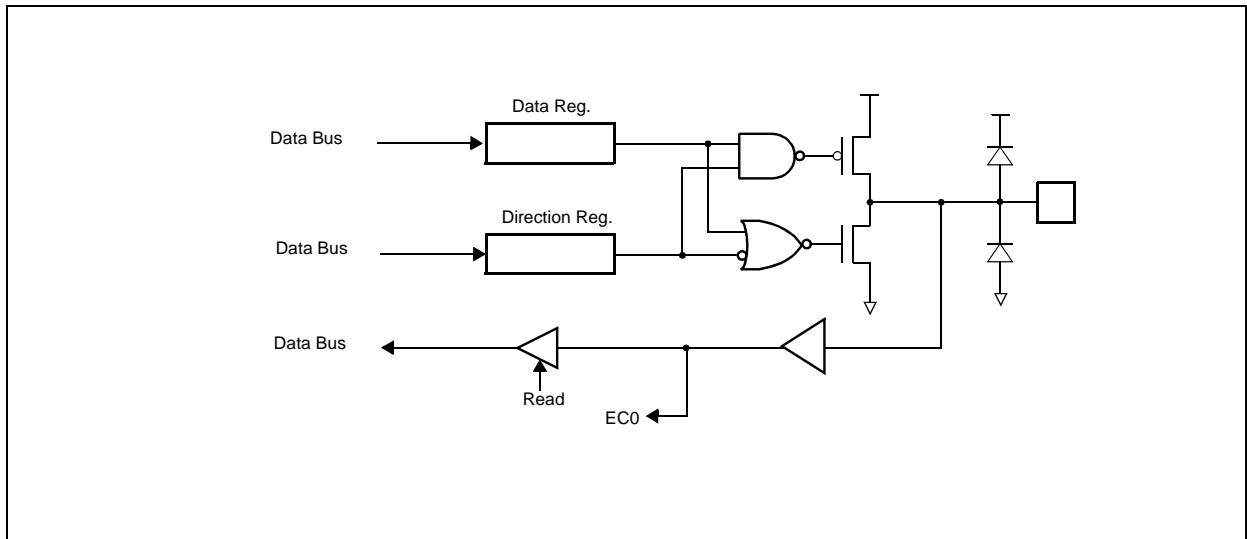 Data Reg.
Data Bus
Direction Reg.
Data Bus
Data Bus
Read
EC0